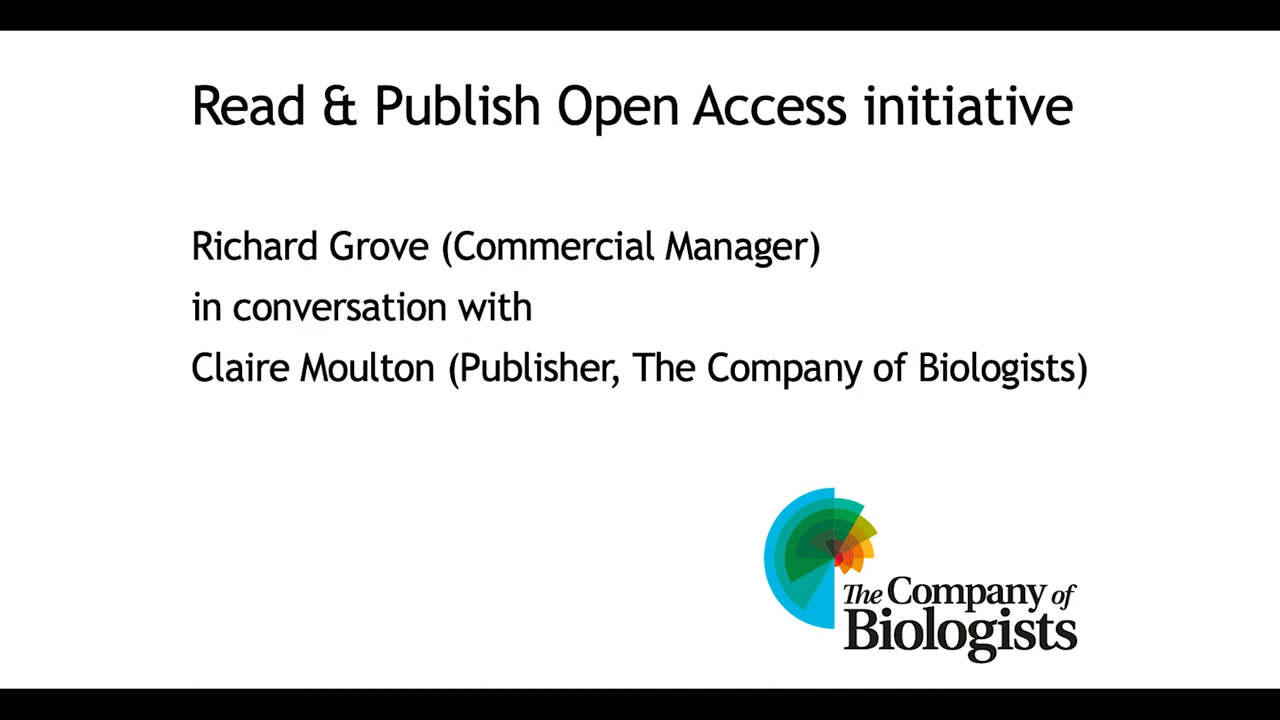 Read & Publish Open Access initiative
Richard Grove (Commercial Manager)
in conversation with
Claire Moulton (Publisher, The Company of Biologists)
The Company of
Biologists